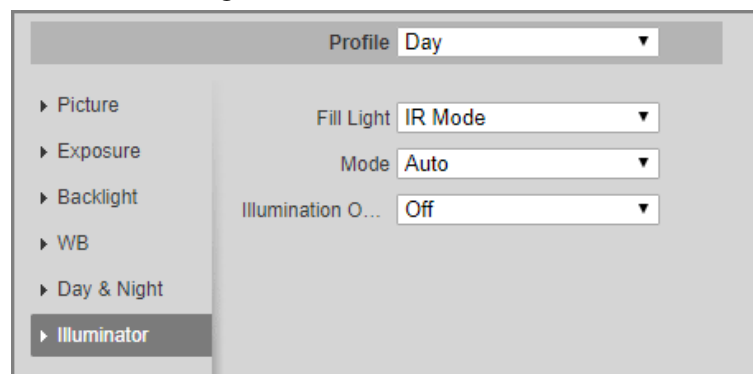 Profile Day
Picture
Fill Light IR Mode
Exposure
Mode Auto
Backlight
Illumination O... Off
WB
Day & Night
Illuminator